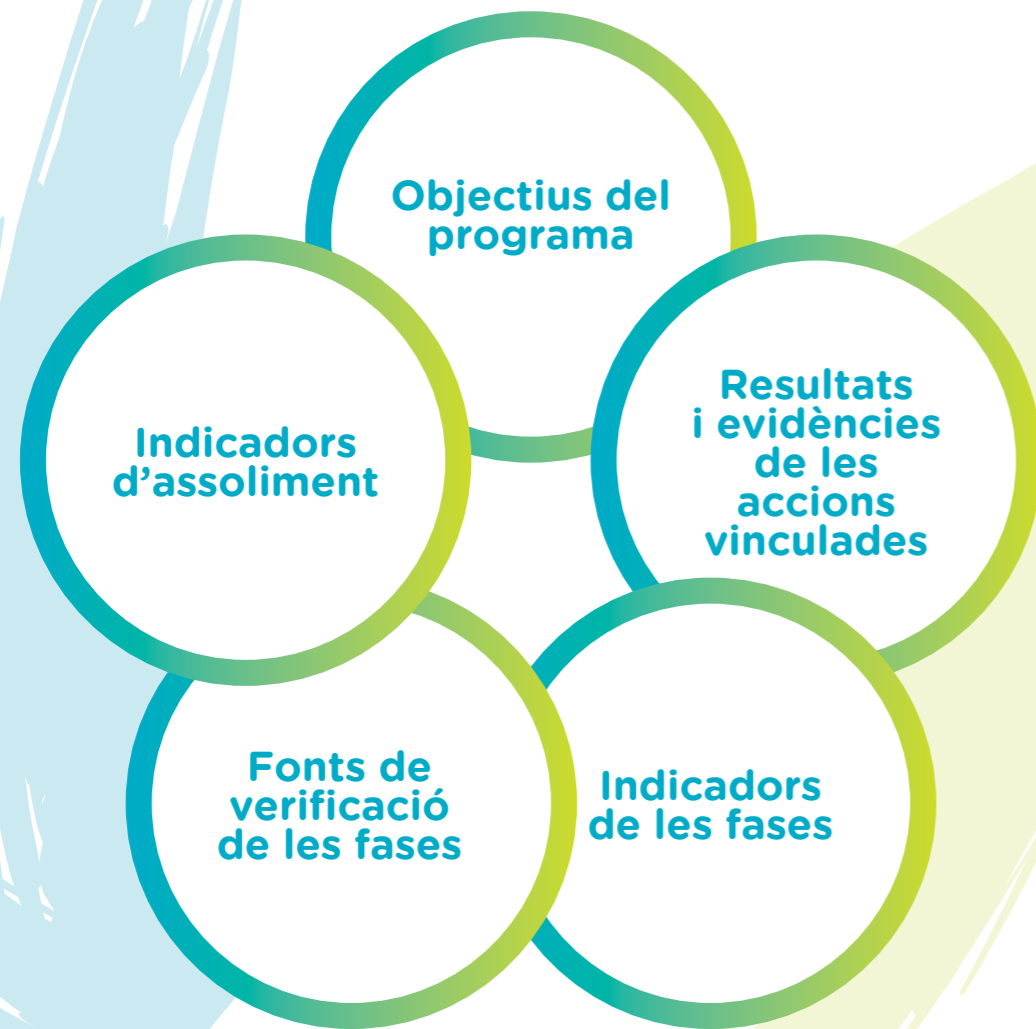 Objectius del
programa
Indicadors
d’assoliment
Resultats
i evidències
de les
accions
vinculades
Fonts de
verificació
de les fases
Indicadors
de les fases